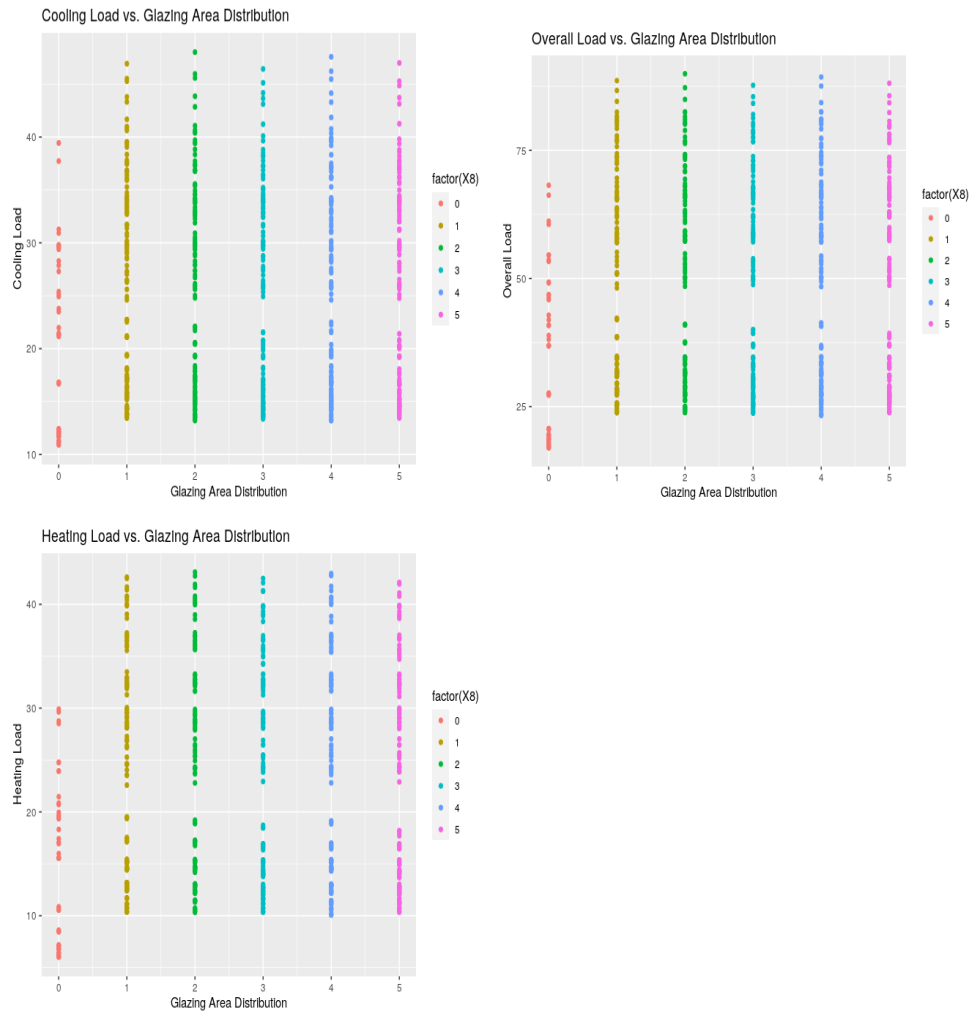 Cooling Load vs. Glazing Area Distribution
Cooling Load
40
30
20
10
0 1 2 3 4 5
Glazing Area Distribution
factor(X8)
0
1
2
3
4
5
Overall Load vs. Glazing Area Distribution
Overall Load
75
50
25
0 1 2 3 4 5
Glazing Area Distribution
factor(X8)
0
1
2
3
4
5
Heating Load vs. Glazing Area Distribution
Heating Load
40
30
20
10
0 1 2 3 4 5
Glazing Area Distribution
factor(X8)
0
1
2
3
4
5